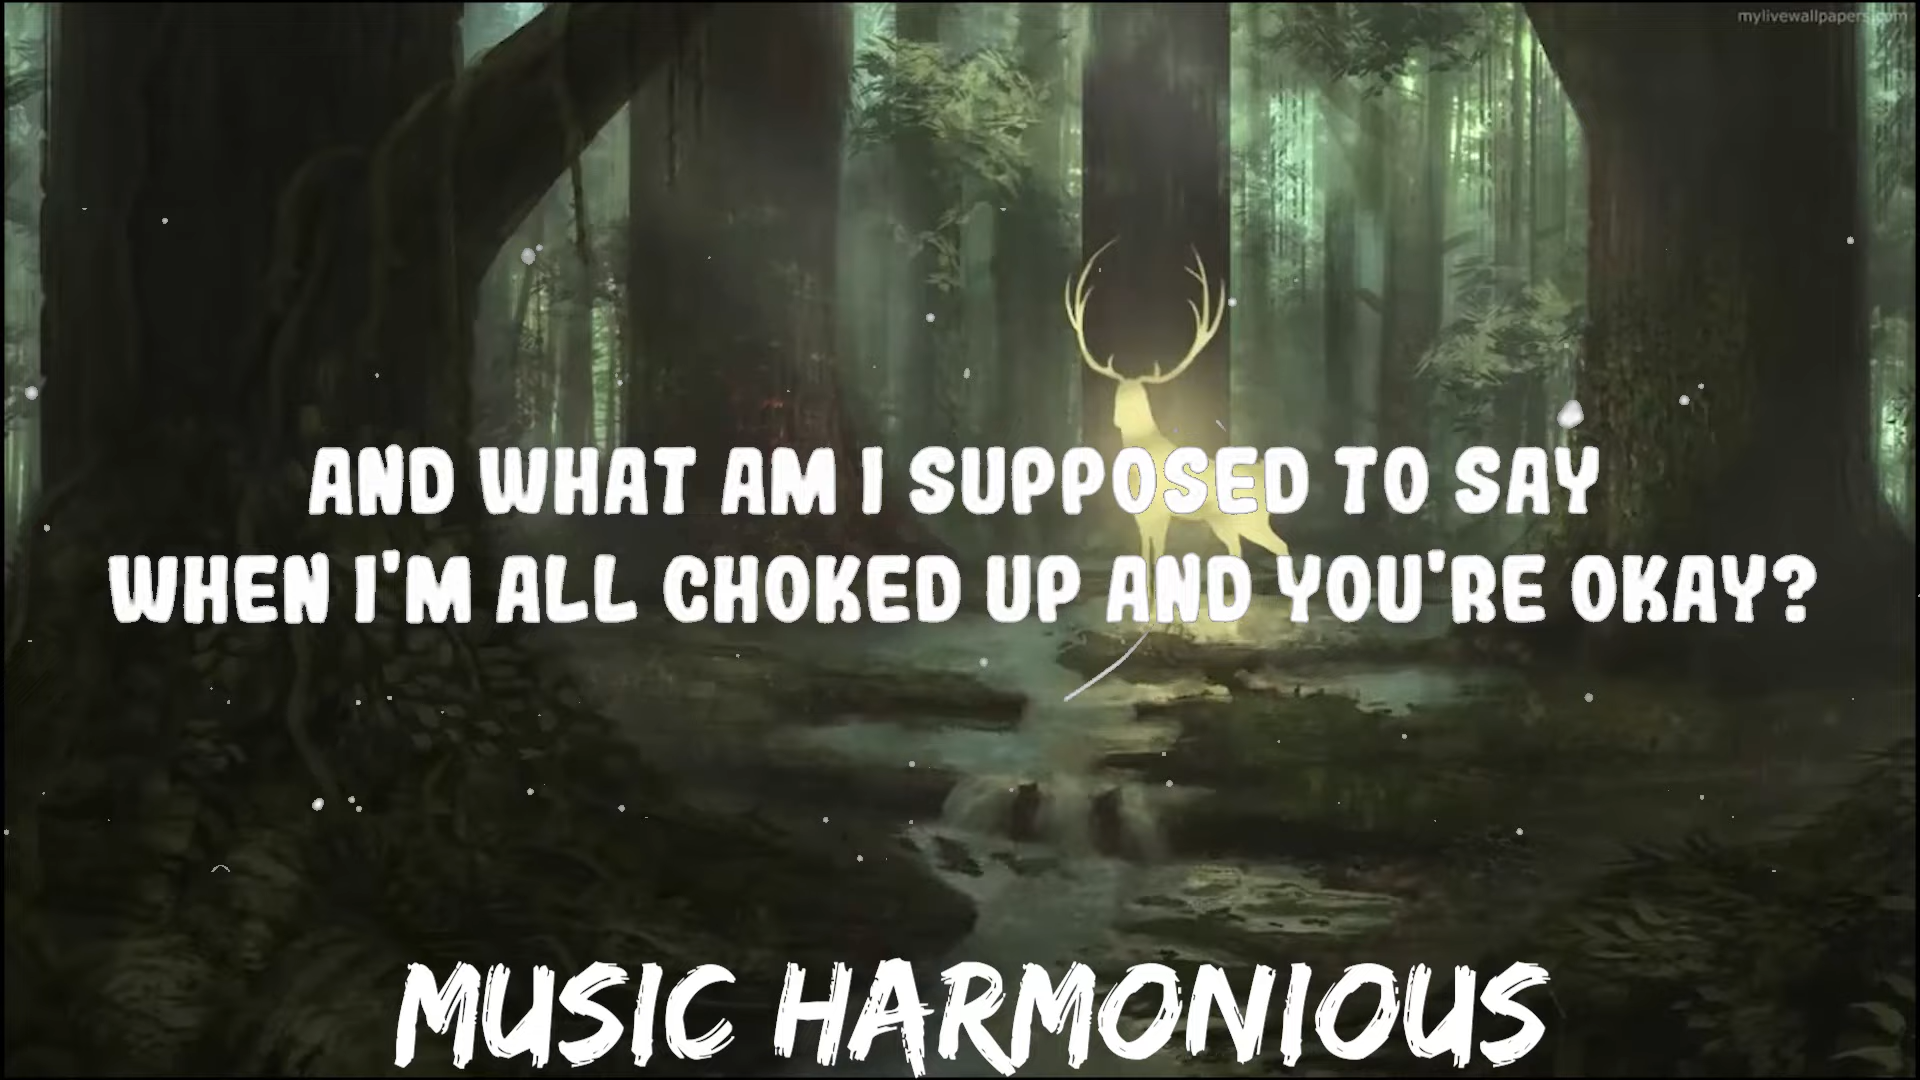 mylivewallpapers.com
AND WHAT AM I SUPPOSED TO SAY
WHEN I'M ALL CHOKED UP AND YOU'RE OKAY?
MUSIC HARMONIOUS